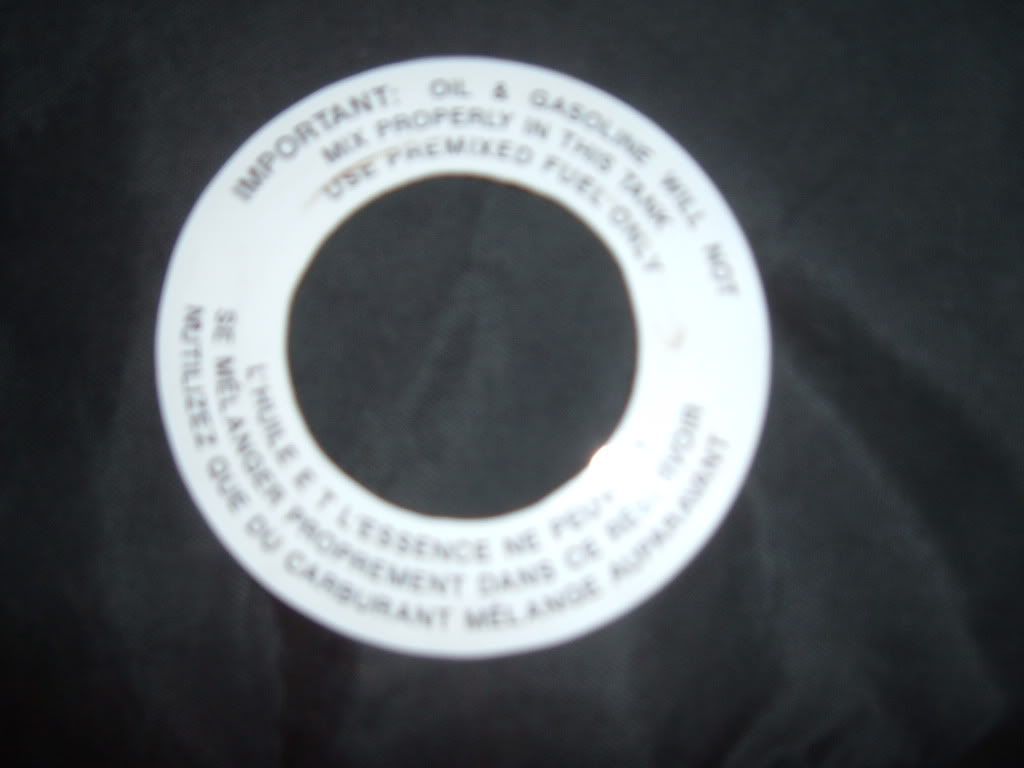 IMPORTANT: OIL & GASOLINE WILL NOT
MIX PROPERLY IN THIS TANK
USE PREMIXED FUEL ONLY
L'HUILE E T L'ESSENCE NE
SE MÉLANGER PROPREMENT DANS CE
N'UTILIZEZ QUE DU CARBURANT MÉLANGE AUPARAVANT